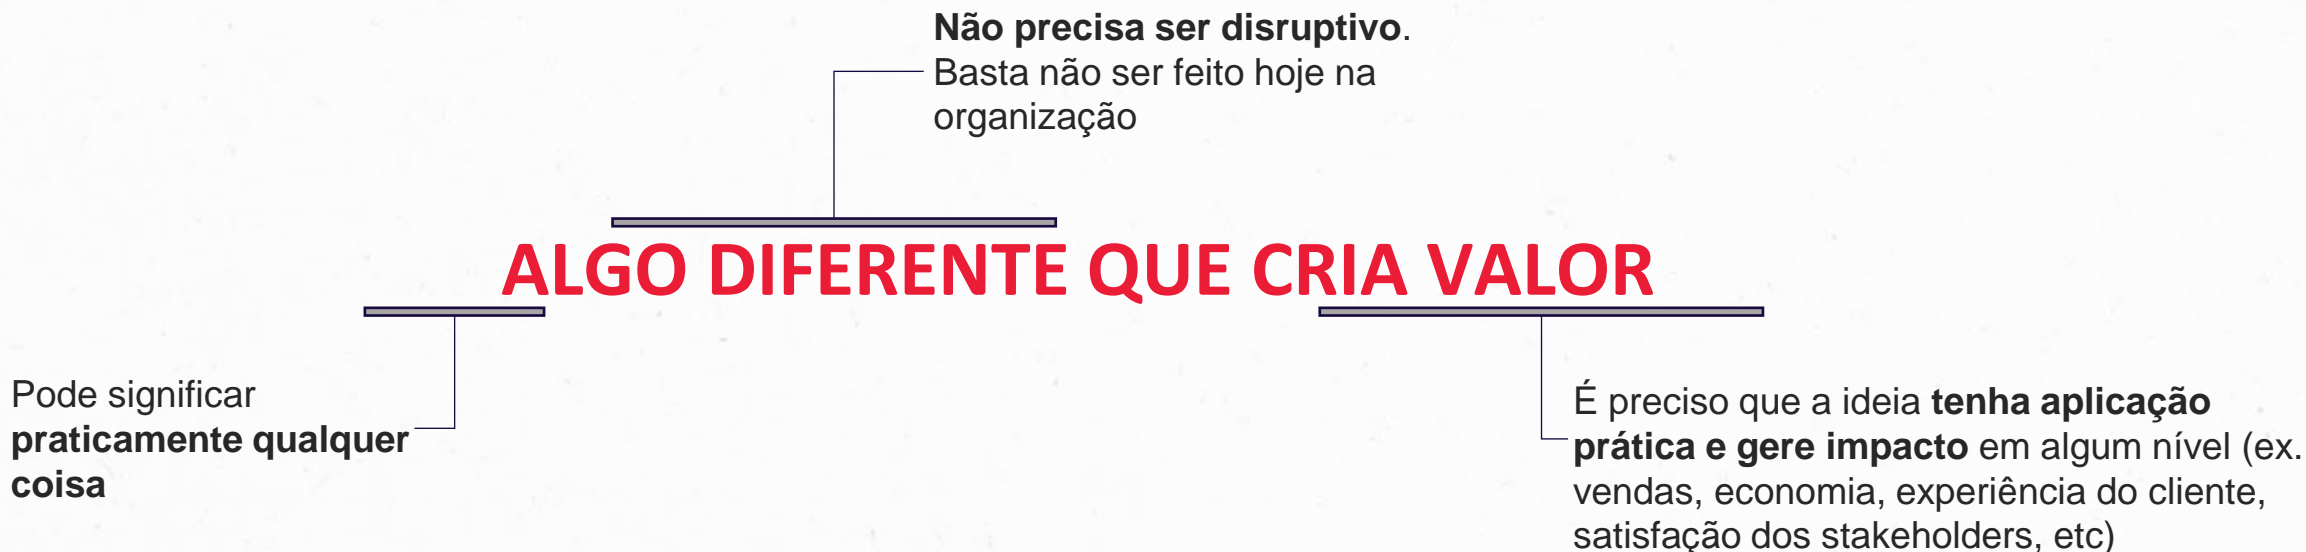 Não precisa ser disruptivo.
Basta não ser feito hoje na
organização
ALGO DIFERENTE QUE CRIA VALOR
Pode significar
praticamente qualquer
coisa
É preciso que a ideia tenha aplicação
prática e gere impacto em algum nível (ex.
vendas, economia, experiência do cliente,
satisfação dos stakeholders, etc)